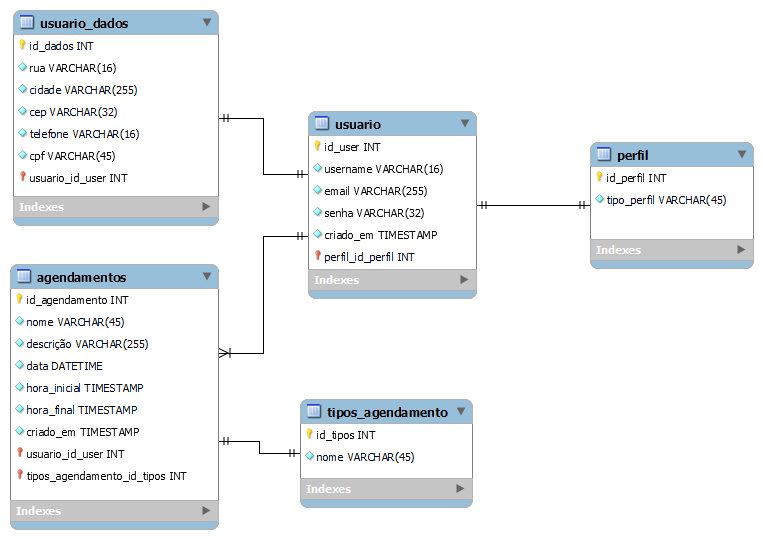 usuario_dados
id_dados INT
rua VARCHAR(16)
cidade VARCHAR(255)
cep VARCHAR(32)
telefone VARCHAR(16)
cpf VARCHAR(45)
usuario_id_user INT
Indexes
usuario
id_user INT
username VARCHAR(16)
email VARCHAR(255)
senha VARCHAR(32)
criado_em TIMESTAMP
perfil_id_perfil INT
Indexes
perfil
id_perfil INT
tipo_perfil VARCHAR(45)
Indexes
agendamentos
id_agendamento INT
nome VARCHAR(45)
descrição VARCHAR(255)
data DATETIME
hora_inicial TIMESTAMP
hora_final TIMESTAMP
criado_em TIMESTAMP
usuario_id_user INT
tipos_agendamento_id_tipos INT
Indexes
tipos_agendamento
id_tipos INT
nome VARCHAR(45)
Indexes